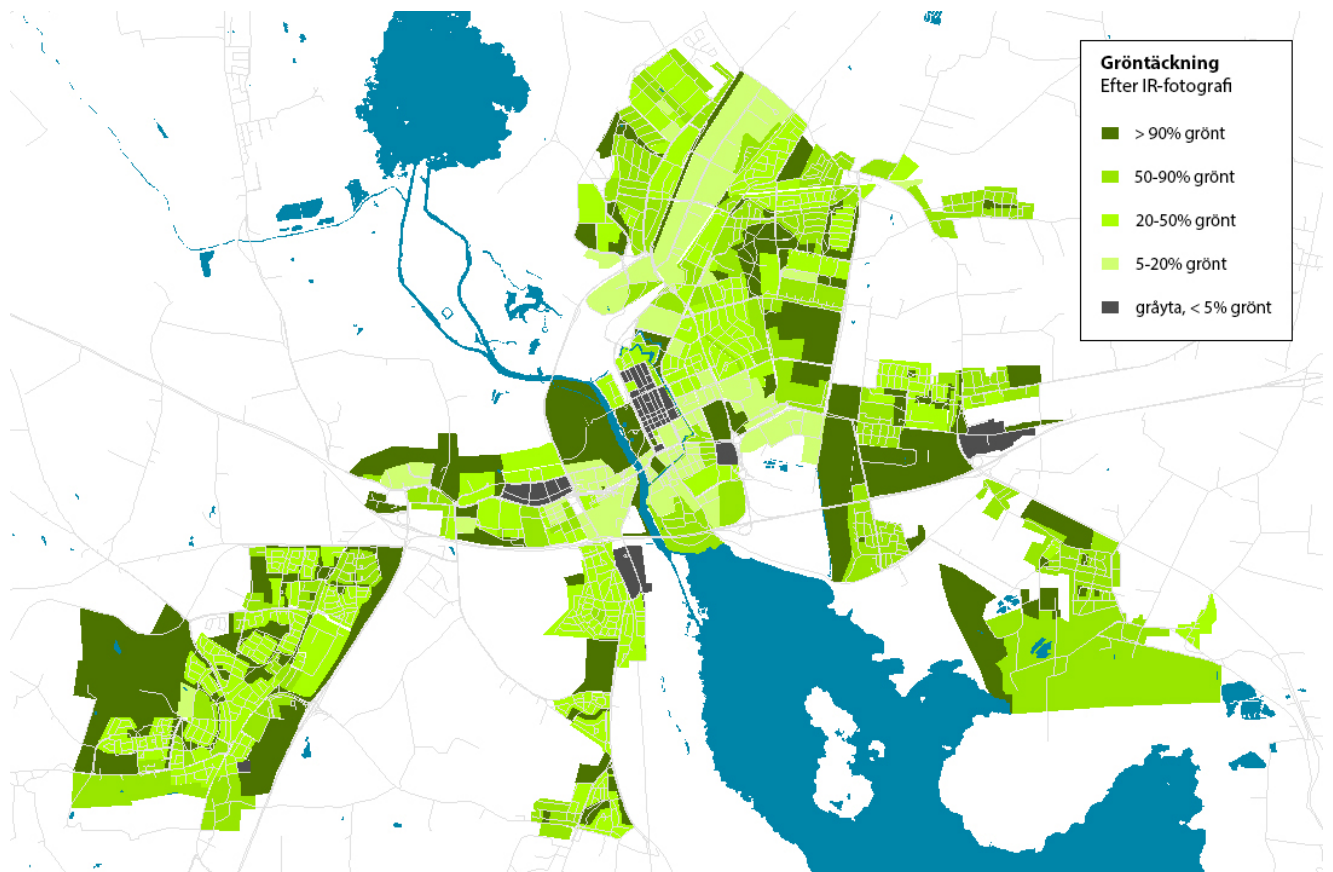 Gröntäckning
Efter IR-fotografi
> 90% grönt
50-90% grönt
20-50% grönt
5-20% grönt
gråyta, < 5% grönt